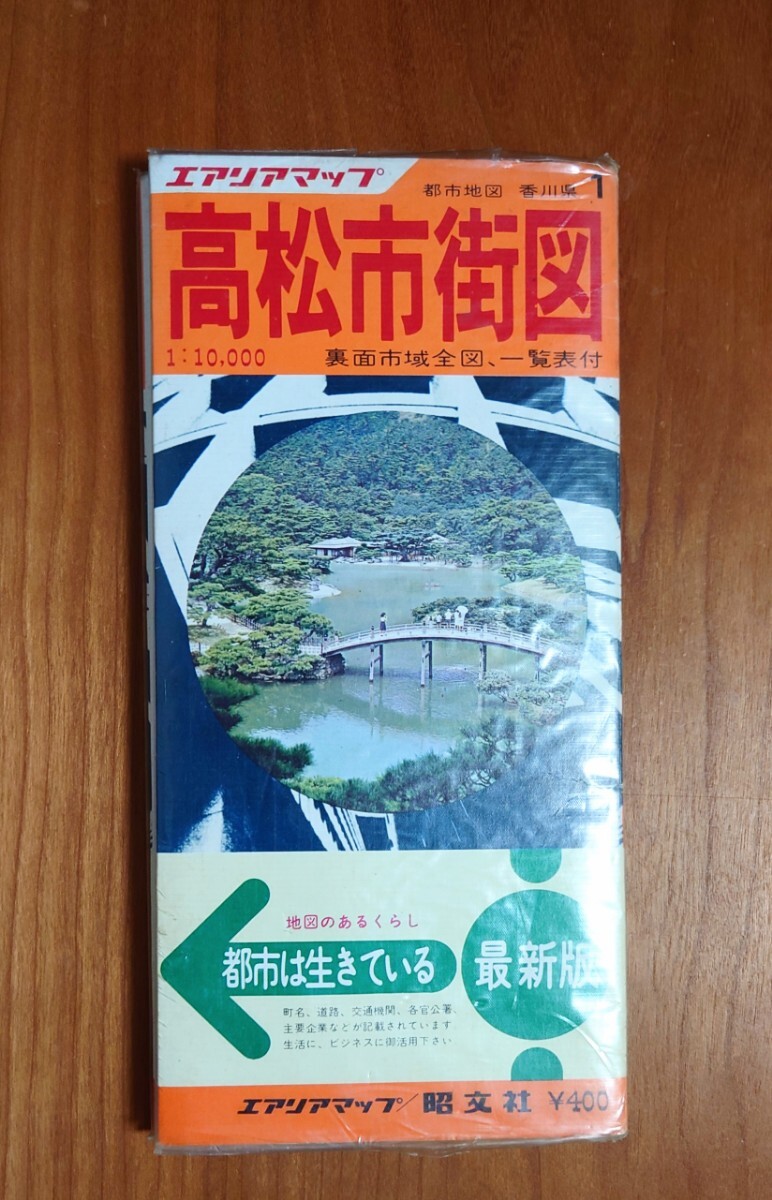 エアリアマップ
都市地図 香川県 1
高松市街図
1:10,000 裏面市域全図、一覧表付
地図のあるくらし
都市は生きている 最新版
町名、道路、交通機関、各官公署、
主要企業などが記載されています
生活に、ビジネスに御活用下さい
エアリアマップ/昭文社 ¥400